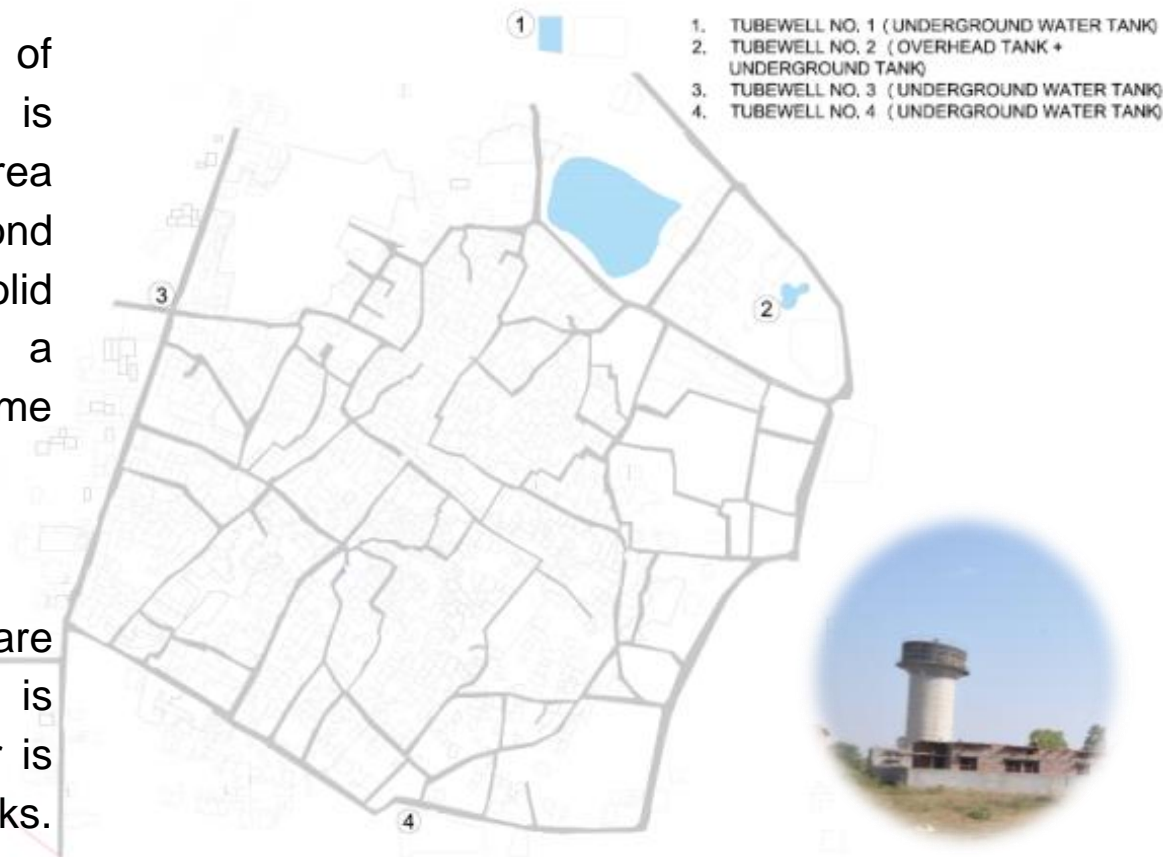 of
is
rea
ond
olid
a
me
are
is
r is
ks.
1
1. TUBEWELL NO. 1 ( UNDERGROUND WATER TANK)
2. TUBEWELL NO. 2 ( OVERHEAD TANK +
UNDERGROUND TANK)
3. TUBEWELL NO. 3 ( UNDERGROUND WATER TANK)
4. TUBEWELL NO. 4 ( UNDERGROUND WATER TANK)
3
2
4